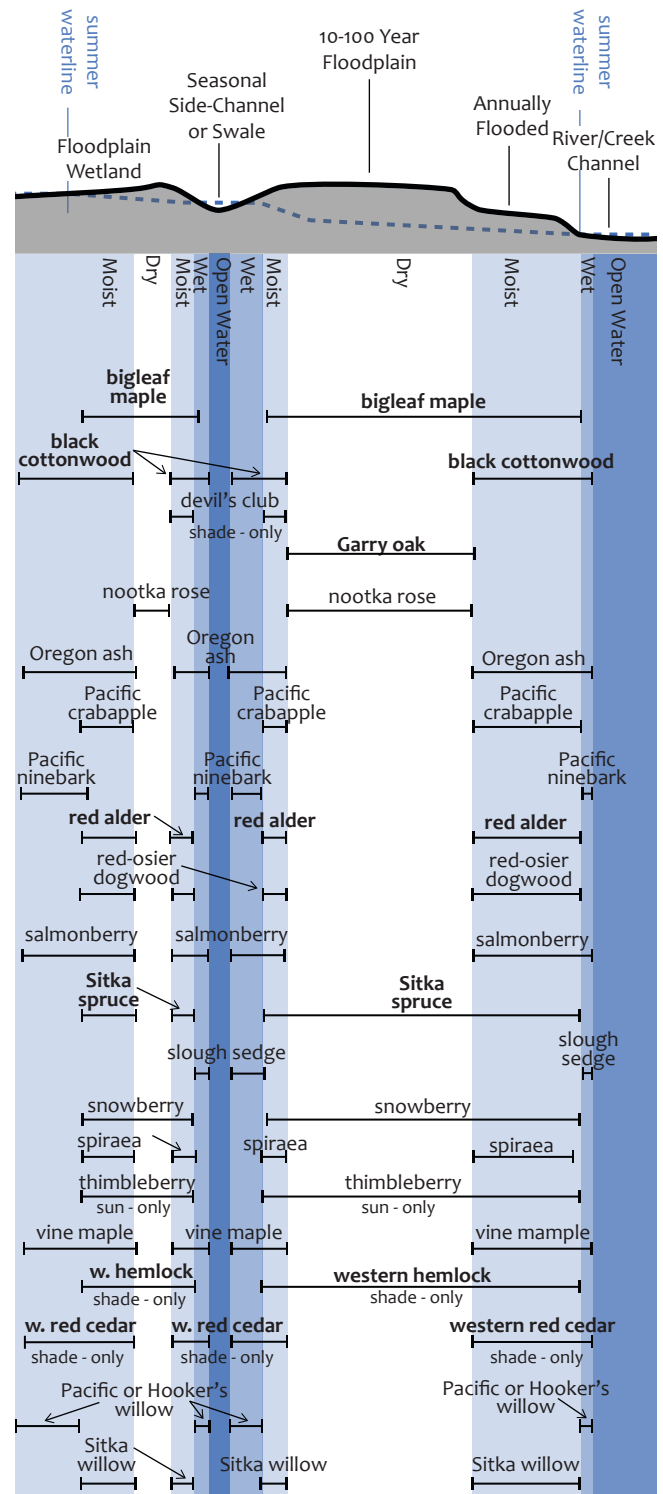 summer
waterline
Floodplain
Wetland
Seasonal
Side-Channel
or Swale
10-100 Year
Floodplain
Annually
Flooded
summer
waterline
River/Creek
Channel
Moist
Dry
Moist
Wet
Open Water
Wet
Moist
Dry
Moist
Wet
Open Water
bigleaf
maple
bigleaf maple
black
cottonwood
black cottonwood
devil's club
shade - only
Garry oak
nootka rose
nootka rose
Oregon ash
Oregon
ash
Oregon ash
Pacific
crabapple
Pacific
crabapple
Pacific
crabapple
Pacific
ninebark
Pacific
ninebark
Pacific
ninebark
red alder
red alder
red alder
red-osier
dogwood
red-osier
dogwood
salmonberry
salmonberry
salmonberry
Sitka
spruce
Sitka
spruce
slough sedge
slough
sedge
snowberry
snowberry
spiraea
spiraea
spiraea
thimbleberry
sun - only
thimbleberry
sun - only
vine maple
vine maple
vine mample
w. hemlock
shade - only
western hemlock
shade - only
w. red cedar
shade - only
w. red cedar
shade - only
western red cedar
shade - only
Pacific or Hooker's
willow
Pacific or Hooker's
willow
Sitka
willow
Sitka willow
Sitka willow